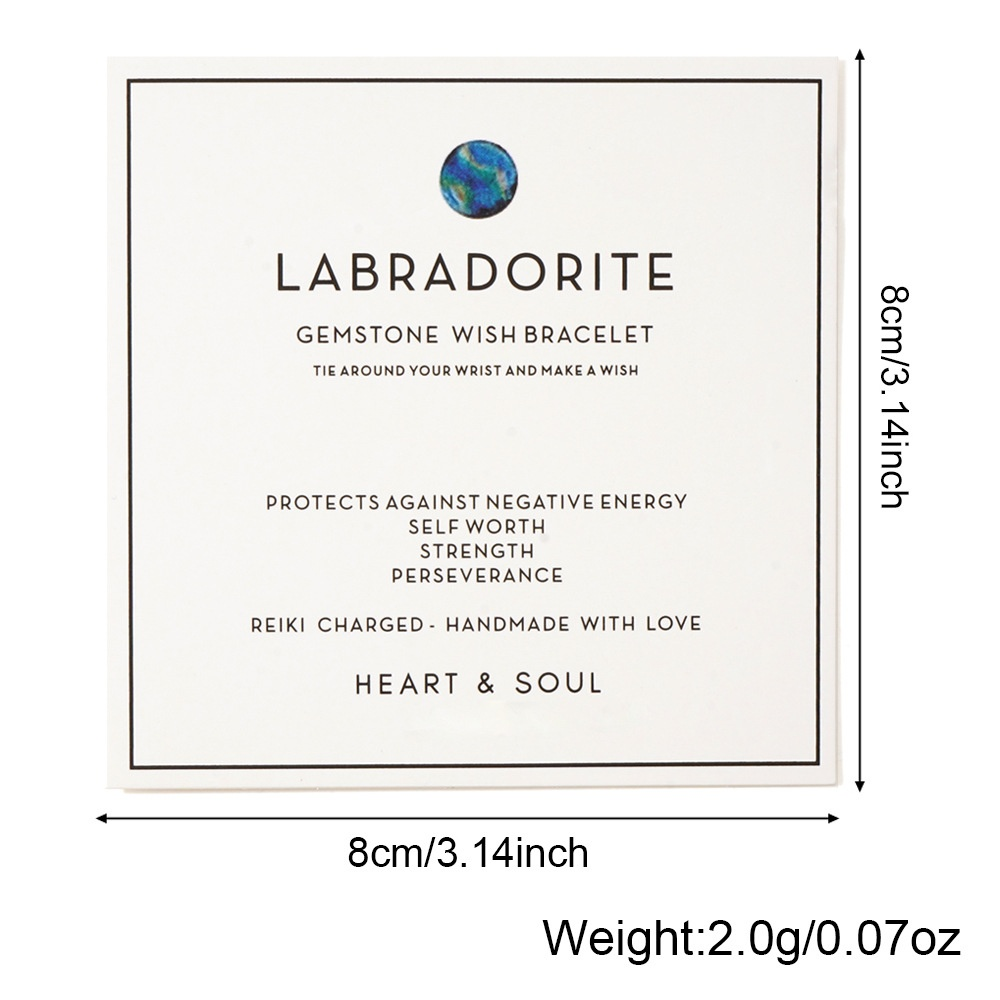 LABRADORITE
GEMSTONE WISH BRACELET
TIE AROUND YOUR WRIST AND MAKE A WISH
PROTECTS AGAINST NEGATIVE ENERGY
SELF WORTH
STRENGTH
PERSEVERANCE
REIKI CHARGED - HANDMADE WITH LOVE
HEART & SOUL
8cm/3.14inch
8cm/3.14inch
Weight:2.0g/0.07oz